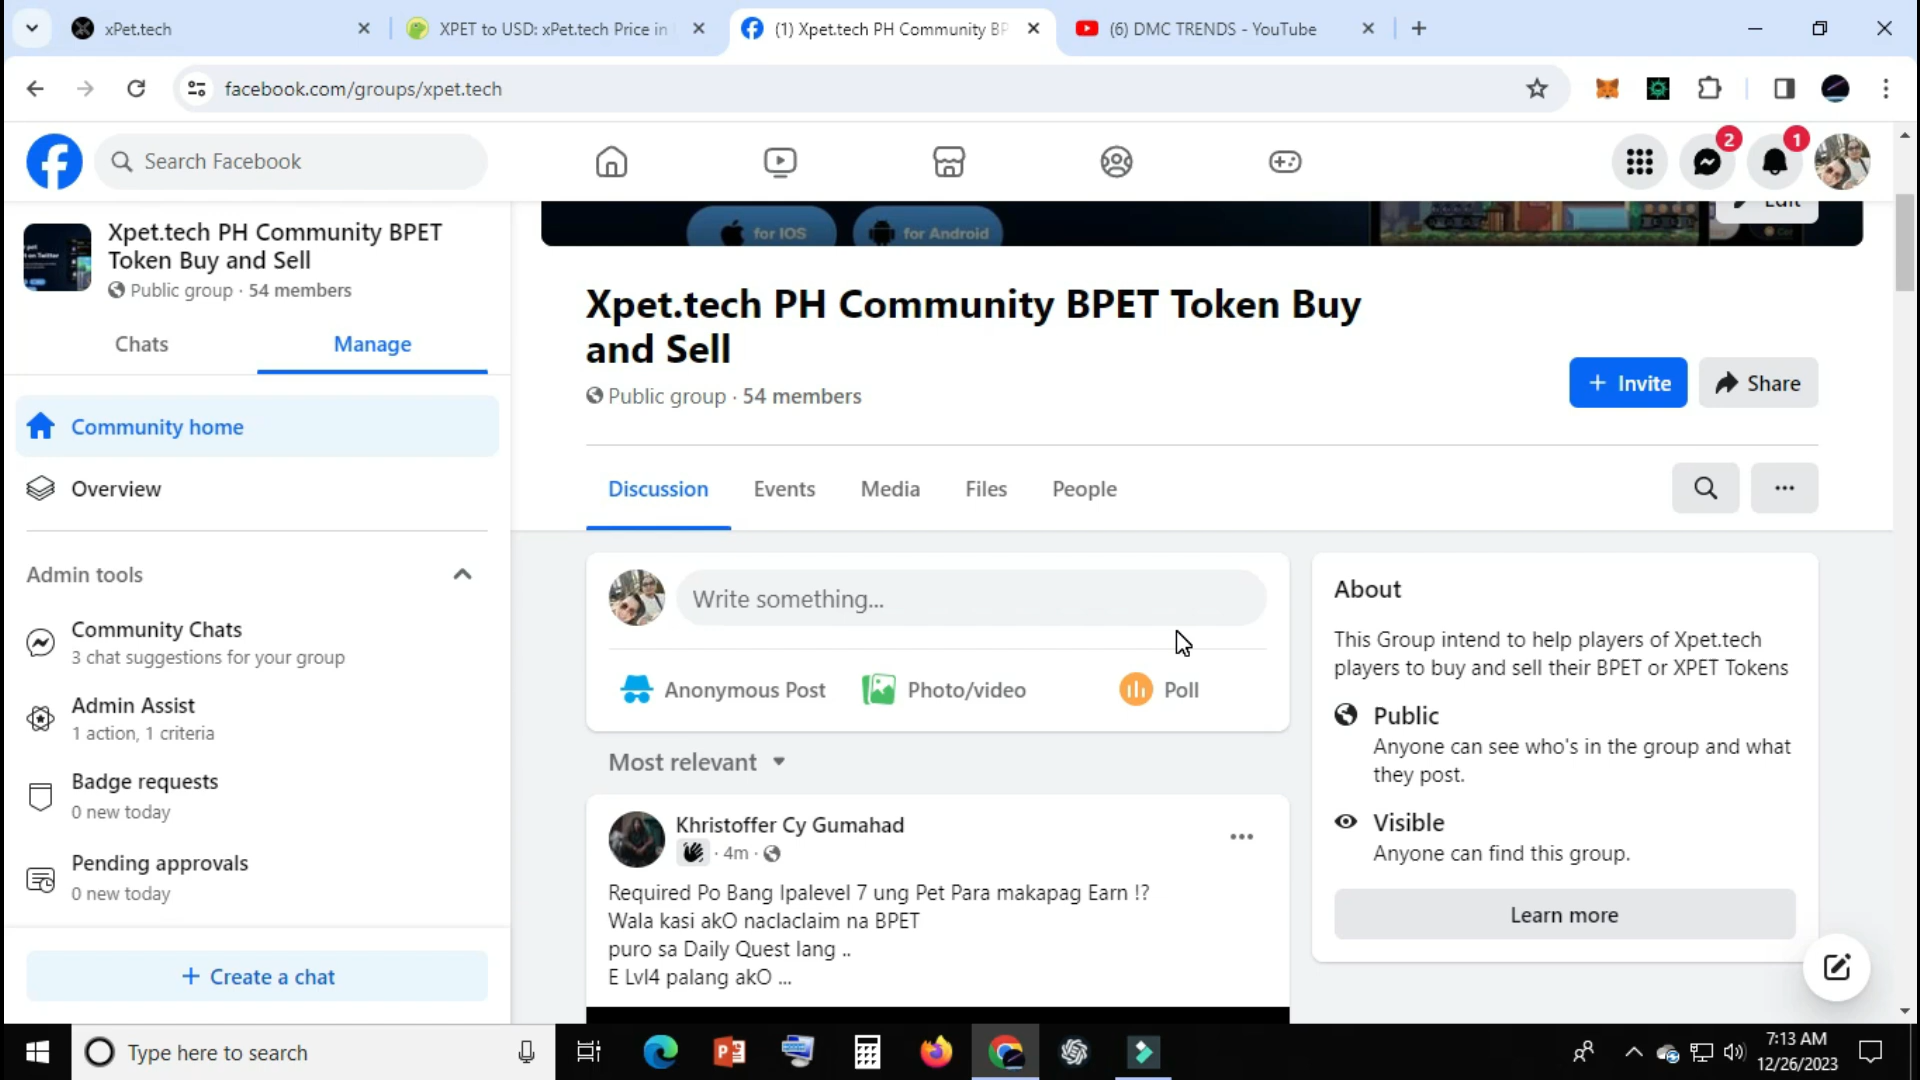 xPet.tech
XPET to USD: xPet.tech Price in
(1) Xpet.tech PH Community BP
(6) DMC TRENDS - YouTube
facebook.com/groups/xpet.tech
Search Facebook
2
1
Xpet.tech PH Community BPET
Token Buy and Sell
Public group · 54 members
Chats
Manage
Community home
Overview
Admin tools
Community Chats
3 chat suggestions for your group
Admin Assist
1 action, 1 criteria
Badge requests
0 new today
Pending approvals
0 new today
+ Create a chat
for IOS
for Android
Edit
Xpet.tech PH Community BPET Token Buy
and Sell
Public group · 54 members
+ Invite
Share
Discussion
Events
Media
Files
People
Write something...
Anonymous Post
Photo/video
Poll
Most relevant
Khristoffer Cy Gumahad
· 4m ·
Required Po Bang Ipalevel 7 ung Pet Para makapag Earn !?
Wala kasi akO naclaclaim na BPET
puro sa Daily Quest lang ..
E Lvl4 palang akO ...
About
This Group intend to help players of Xpet.tech
players to buy and sell their BPET or XPET Tokens
Public
Anyone can see who's in the group and what
they post.
Visible
Anyone can find this group.
Learn more
Type here to search
7:13 AM
12/26/2023